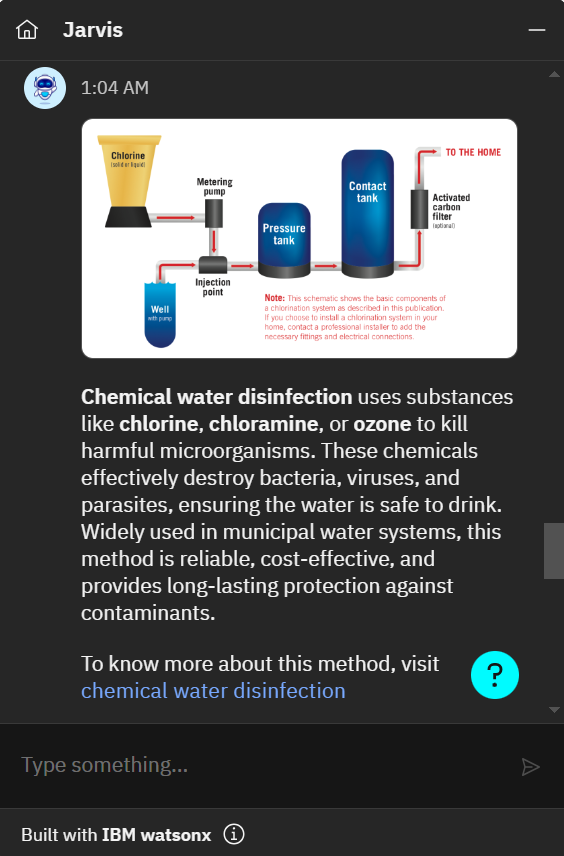 Jarvis
1:04 AM
Chlorine
(solid or liquid)
Metering
pump
Pressure
tank
Contact
tank
TO THE HOME
Activated
carbon
filter
(optional)
Injection
point
Well
with pump
Note: This schematic shows the basic components of
a chlorination system as described in this publication.
If you choose to install a chlorination system in your
home, contact a professional installer to add the
necessary fittings and electrical connections.
Chemical water disinfection uses substances
like chlorine, chloramine, or ozone to kill
harmful microorganisms. These chemicals
effectively destroy bacteria, viruses, and
parasites, ensuring the water is safe to drink.
Widely used in municipal water systems, this
method is reliable, cost-effective, and
provides long-lasting protection against
contaminants.
To know more about this method, visit
chemical water disinfection
?
Type something...
Built with IBM watsonx